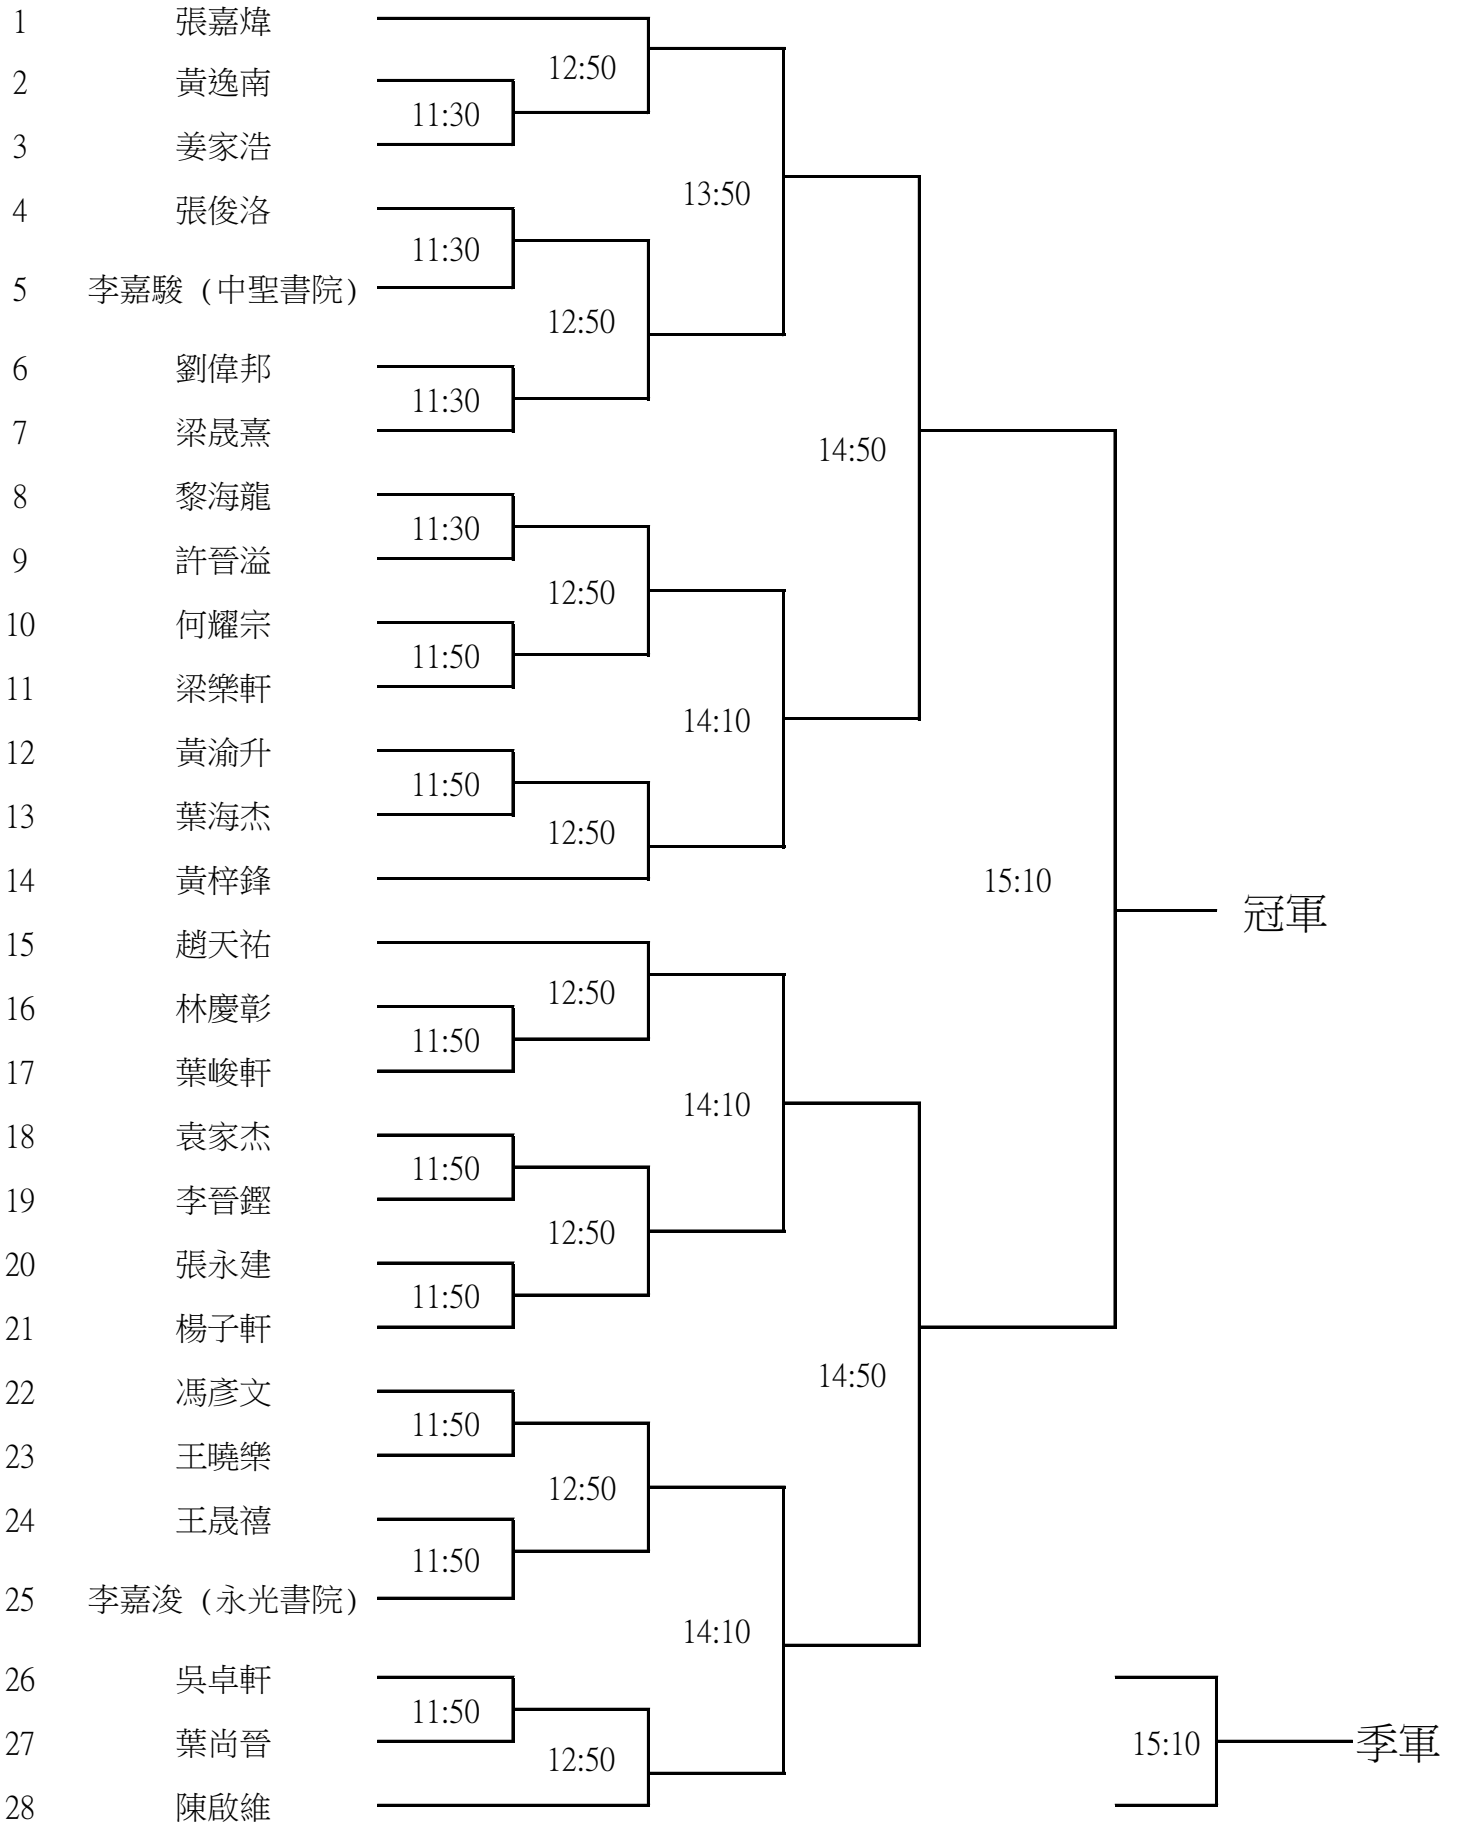 1 張嘉煒
12:50
2 黃逸南
11:30
3 姜家浩
13:50
4 張俊洛
11:30
5 李嘉駿 (中聖書院)
12:50
6 劉偉邦
11:30
7 梁晟熹
14:50
8 黎海龍
11:30
9 許晉溢
12:50
10 何耀宗
11:50
11 梁樂軒
14:10
12 黃渝升
11:50
13 葉海杰
12:50
14 黃梓鋒
15:10
冠軍
15 趙天祐
12:50
16 林慶彰
11:50
17 葉峻軒
14:10
18 袁家杰
11:50
19 李晉鏗
12:50
20 張永建
11:50
21 楊子軒
14:50
22 馮彥文
11:50
23 王曉樂
12:50
24 王晟禧
11:50
25 李嘉浚 (永光書院)
14:10
26 吳卓軒
11:50
27 葉尚晉
15:10
季軍
12:50
28 陳啟維